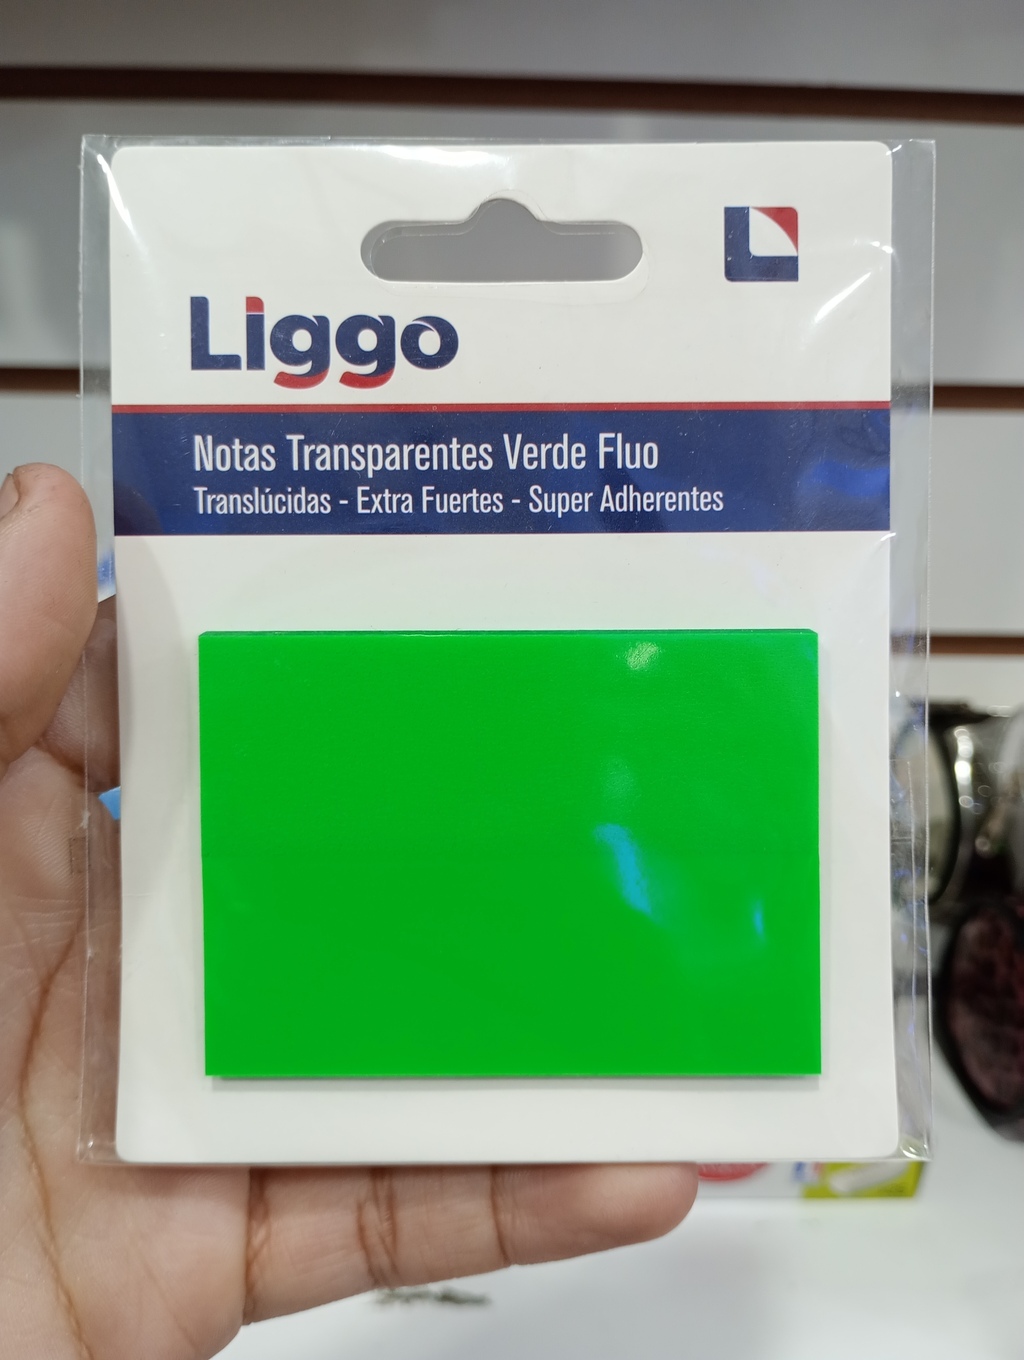 Liggo
Notas Transparentes Verde Fluo
Translúcidas - Extra Fuertes - Super Adherentes